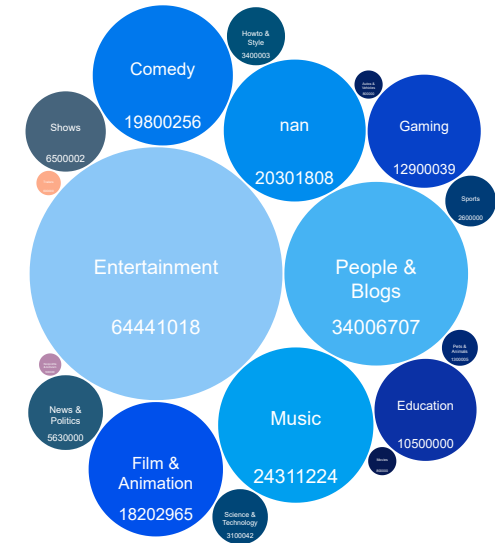 Howto &
Style
3400003
Comedy
19800256
nan
20301808
Gaming
12900039
Shows
6500002
Sports
2600000
Entertainment
64441018
People &
Blogs
34006707
Pets &
Animals
News &
Politics
5630000
Music
24311224
Education
10500000
Film &
Animation
18202965
Movies
Science &
Technology
3100042